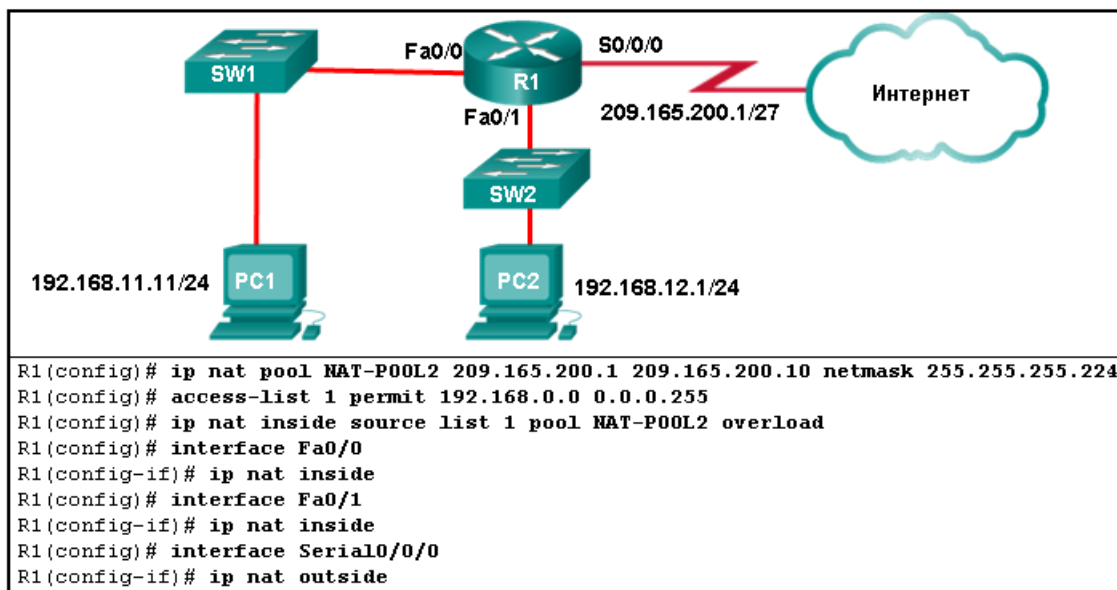 Fa0/0
S0/0/0
SW1
R1
Интернет
Fa0/1
209.165.200.1/27
SW2
192.168.11.11/24
PC1
PC2
192.168.12.1/24
R1(config)# ip nat pool NAT-POOL2 209.165.200.1 209.165.200.10 netmask 255.255.255.224
R1(config)# access-list 1 permit 192.168.0.0 0.0.0.255
R1(config)# ip nat inside source list 1 pool NAT-POOL2 overload
R1(config)# interface Fa0/0
R1(config-if)# ip nat inside
R1(config)# interface Fa0/1
R1(config-if)# ip nat inside
R1(config)# interface Serial0/0/0
R1(config-if)# ip nat outside